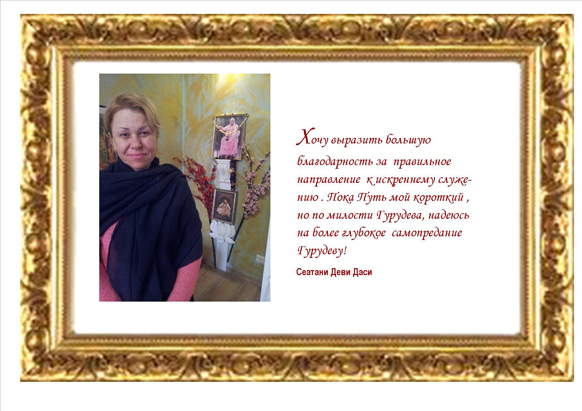 Хочу выразить большую
благодарность за правильное
направление к искреннему служе-
нию . Пока Путь мой короткий ,
но по милости Гурудева, надеюсь
на более глубокое самопредание
Гурудеву!
Сеатани Деви Даси